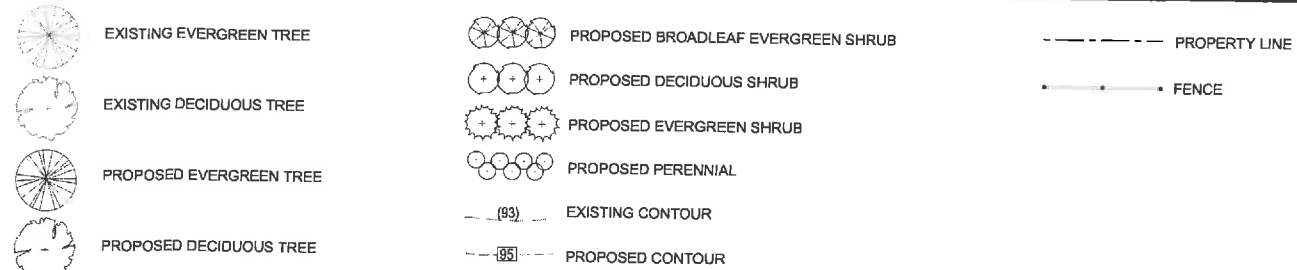 EXISTING EVERGREEN TREE
EXISTING DECIDUOUS TREE
PROPOSED EVERGREEN TREE
PROPOSED DECIDUOUS TREE
PROPOSED BROADLEAF EVERGREEN SHRUB
PROPOSED DECIDUOUS SHRUB
PROPOSED EVERGREEN SHRUB
PROPOSED PERENNIAL
(93) EXISTING CONTOUR
95 PROPOSED CONTOUR
PROPERTY LINE
FENCE